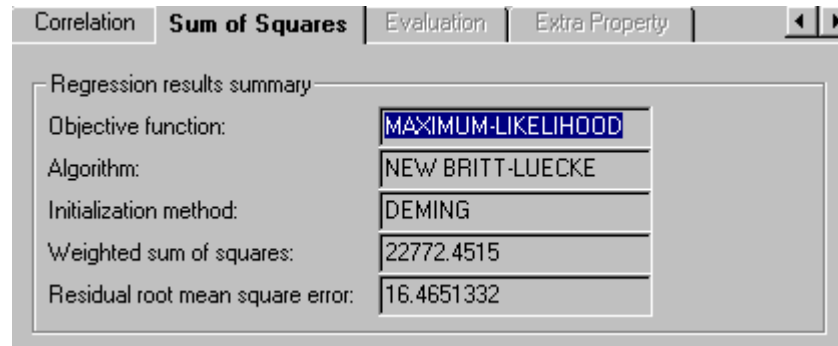 Correlation Sum of Squares Evaluation Extra Property
Regression results summary
Objective function: MAXIMUM-LIKELIHOOD
Algorithm: NEW BRITT-LUECKE
Initialization method: DEMING
Weighted sum of squares: 22772.4515
Residual root mean square error: 16.4651332